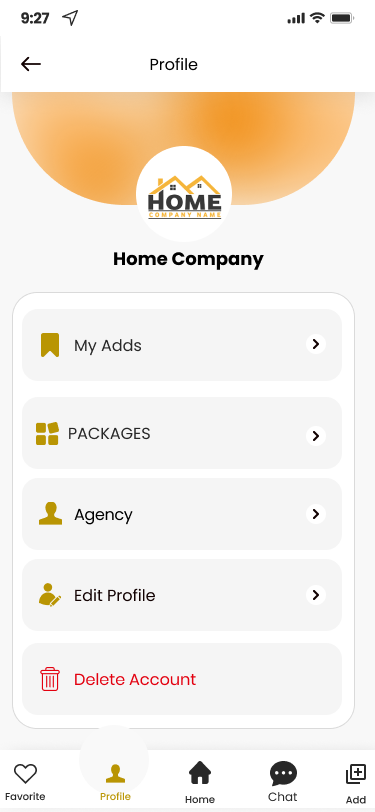 9:27
Profile
HOME
COMPANY NAME
Home Company
My Adds
PACKAGES
Agency
Edit Profile
Delete Account
Favorite
Profile
Home
Chat
Add